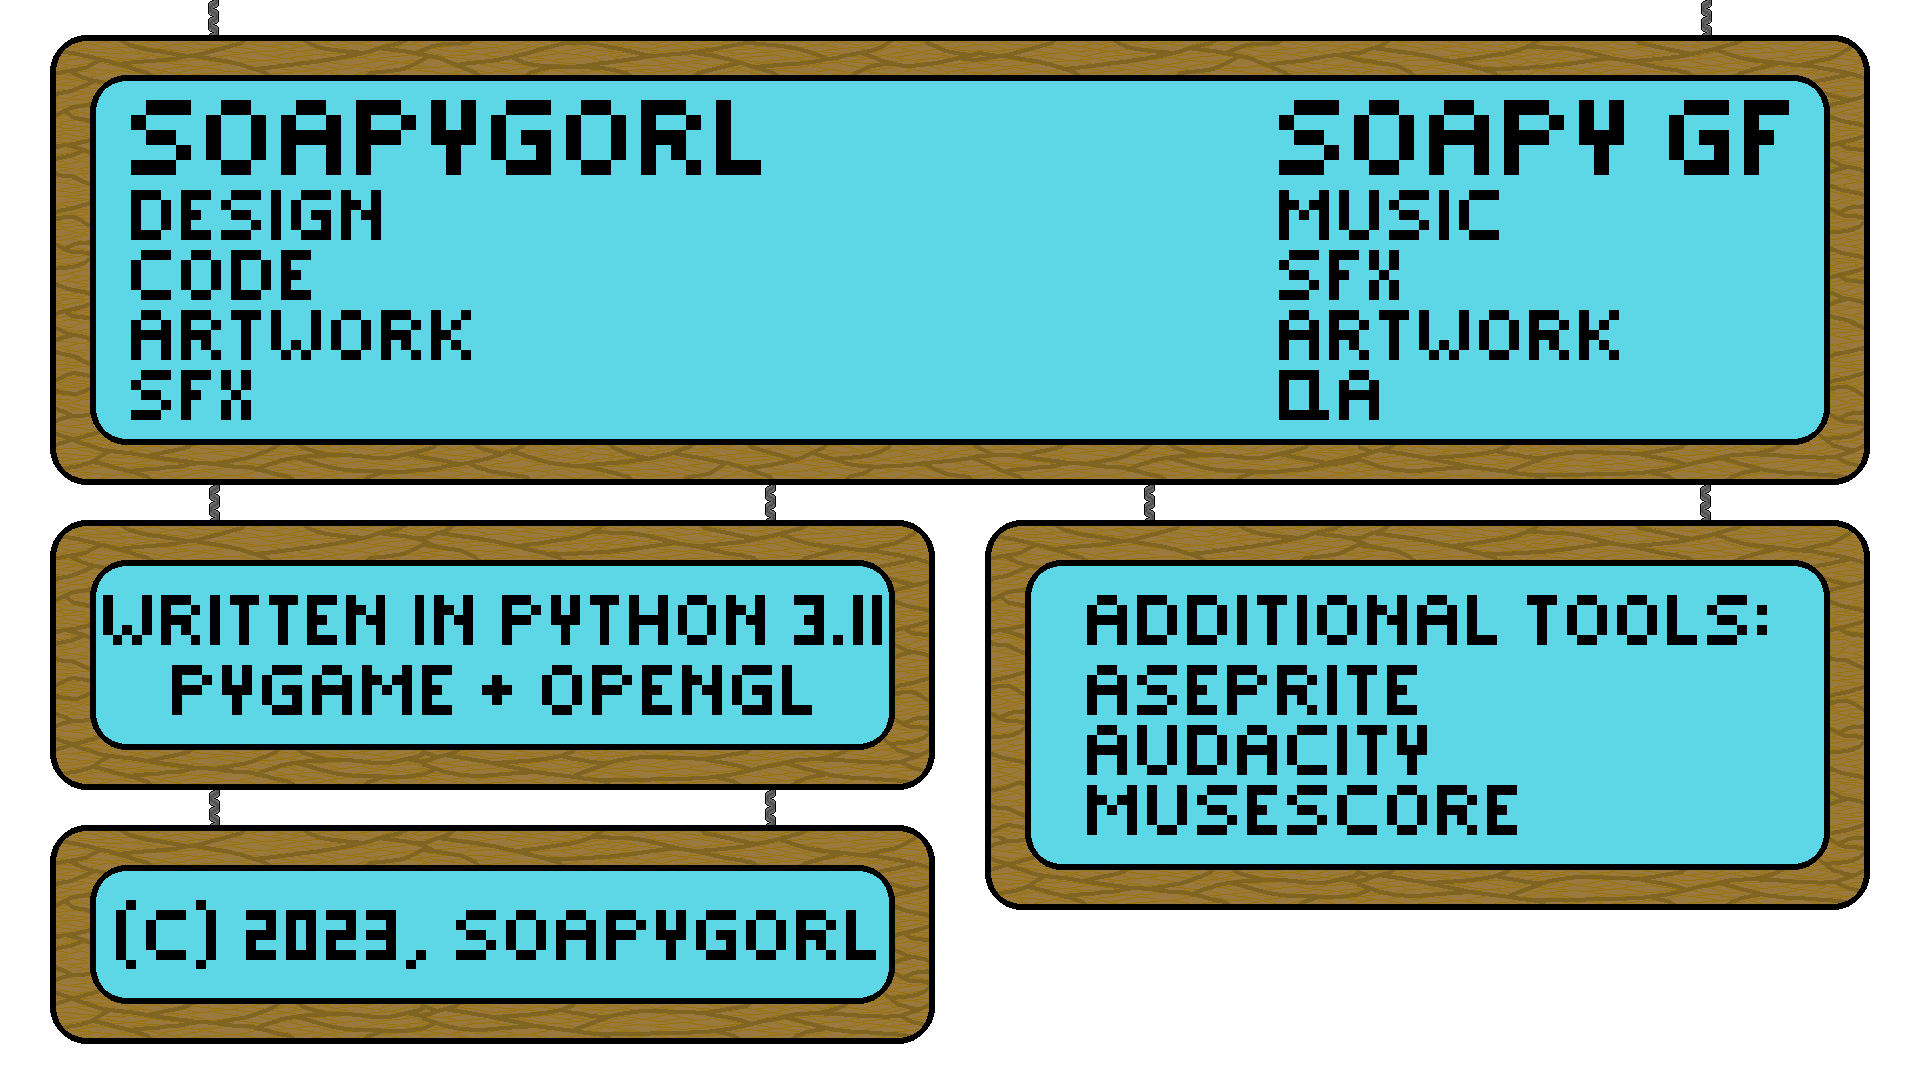 SOAPYGORL
DESIGN
CODE
ARTWORK
SFX
SOAPY GF
MUSIC
SFX
ARTWORK
QA
WRITTEN IN PYTHON 3.11
PYGAME + OPENGL
ADDITIONAL TOOLS:
ASEPRITE
AUDACITY
MUSESCORE
(C) 2023, SOAPYGORL